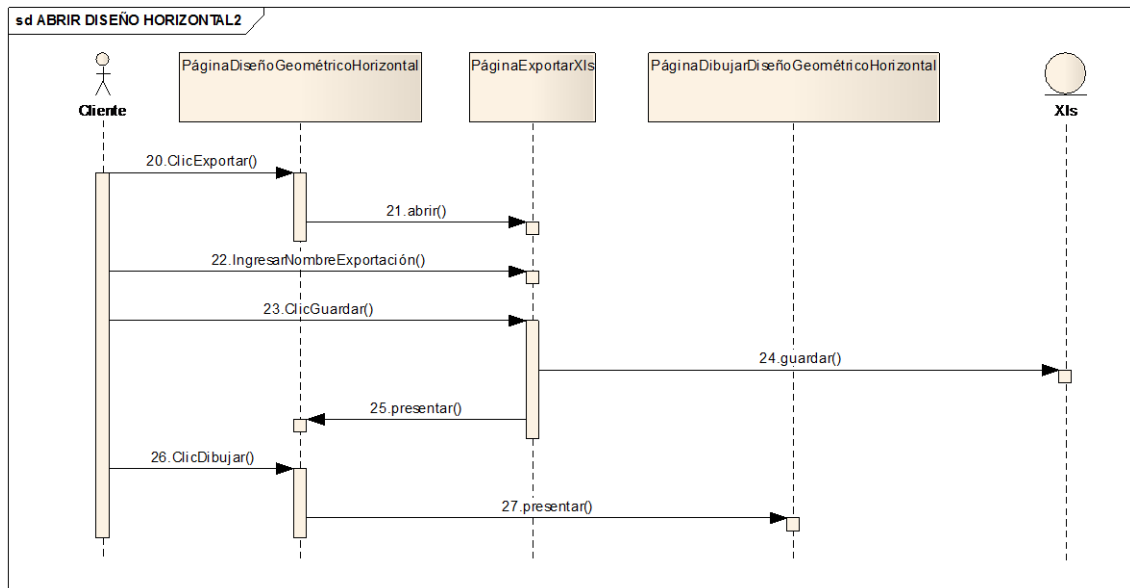 sd ABRIR DISEÑO HORIZONTAL2
PáginaDiseñoGeométricoHorizontal
PáginaExportarXls
PáginaDibujarDiseñoGeométricoHorizontal
Cliente
Xls
20.ClicExportar()
21.abrir()
22.IngresarNombreExportación()
23.ClicGuardar()
24.guardar()
25.presentar()
26.ClicDibujar()
27.presentar()